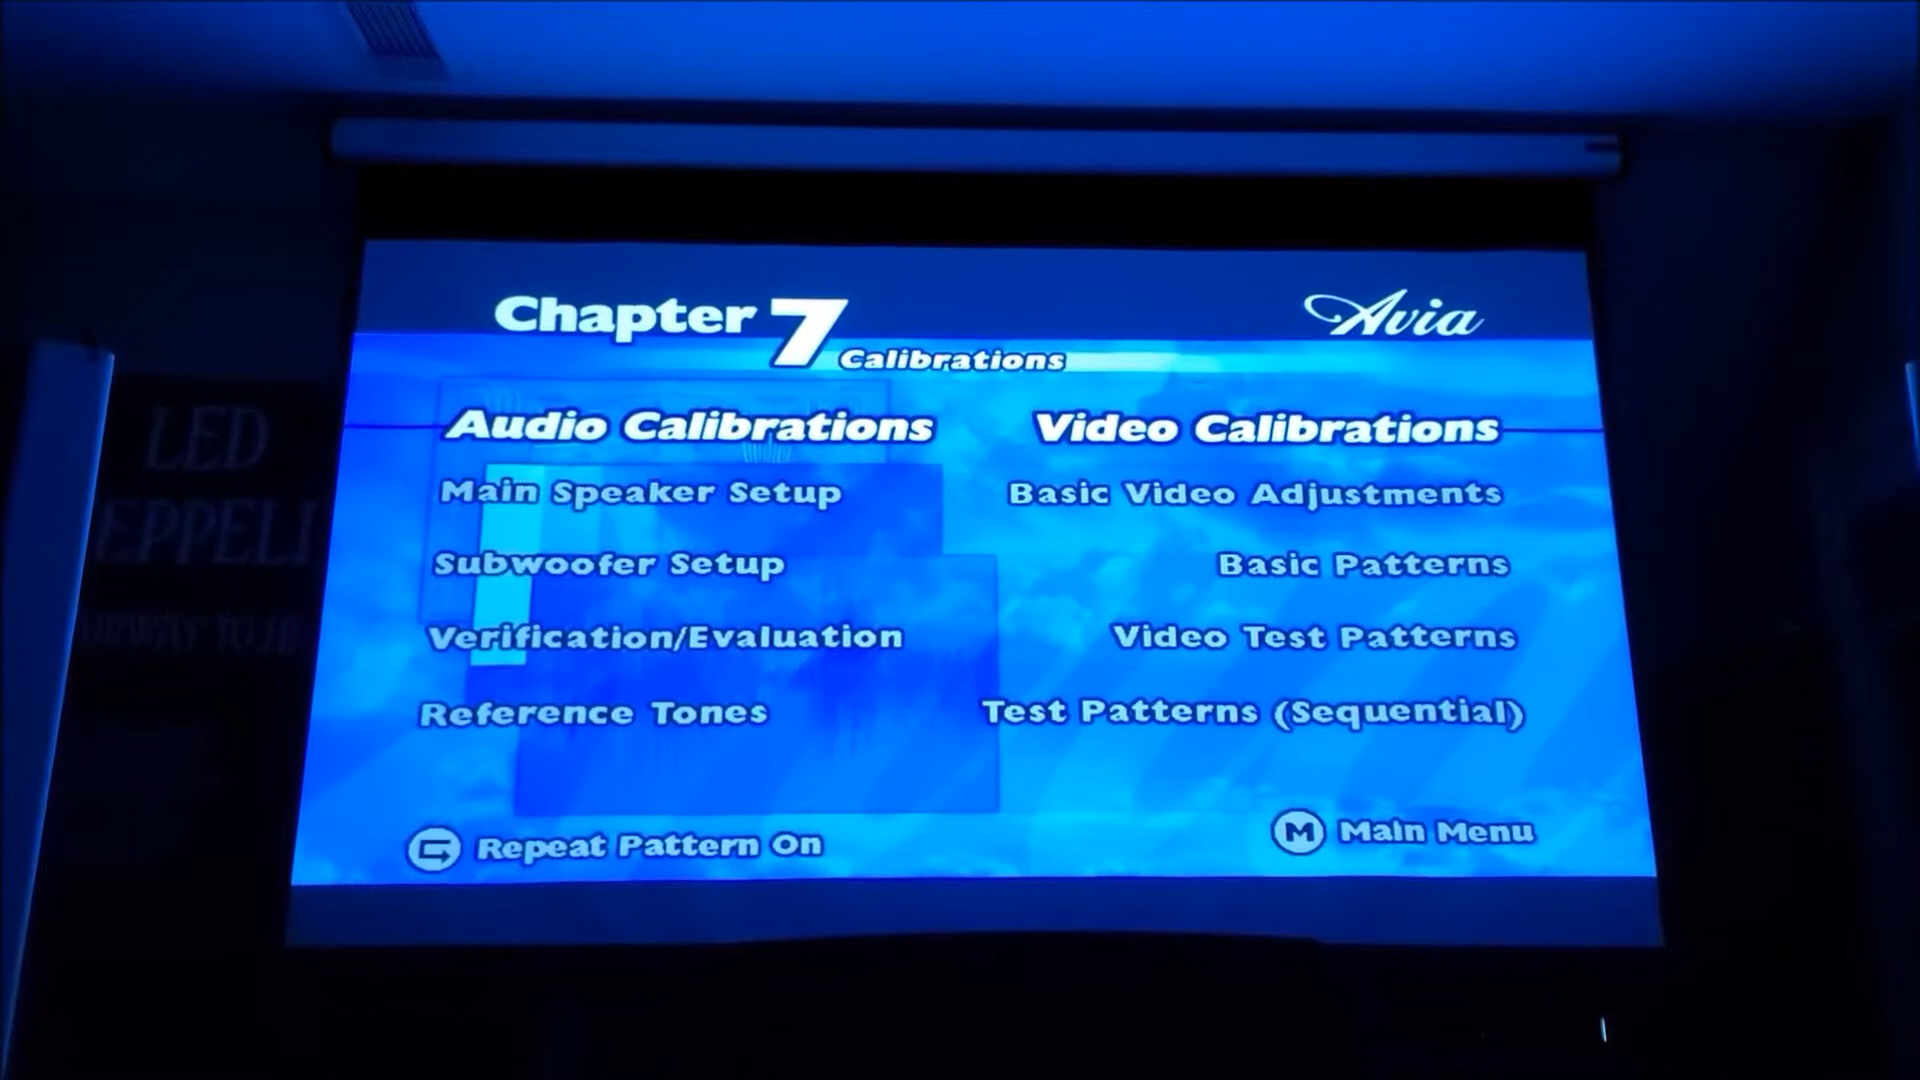 Chapter 7
Avia
Calibrations
Audio Calibrations
Main Speaker Setup
Subwoofer Setup
Verification/Evaluation
Reference Tones
Video Calibrations
Basic Video Adjustments
Basic Patterns
Video Test Patterns
Test Patterns (Sequential)
Repeat Pattern On
M Main Menu
LED
EPPELI